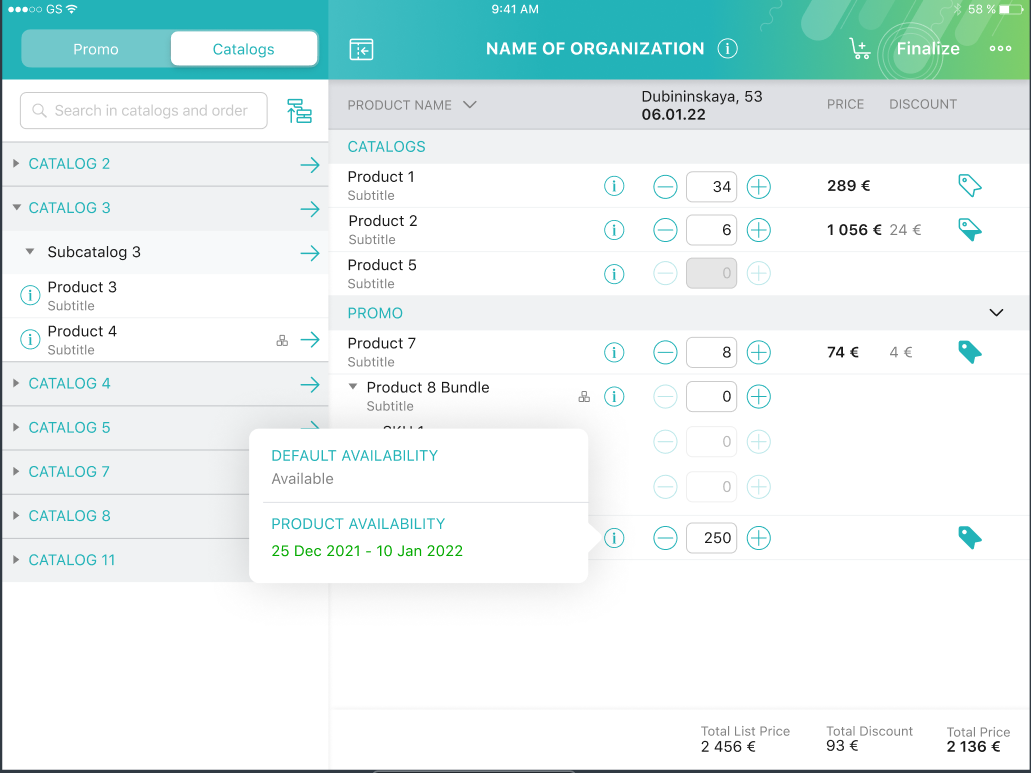 GS
9:41 AM
58 %
Promo
Catalogs
NAME OF ORGANIZATION
Finalize
Search in catalogs and order
CATALOG 2
CATALOG 3
Subcatalog 3
Product 3
Subtitle
Product 4
Subtitle
CATALOG 4
CATALOG 5
CATALOG 7
CATALOG 8
CATALOG 11
PRODUCT NAME
Dubininskaya, 53
06.01.22
PRICE
DISCOUNT
CATALOGS
Product 1
Subtitle
34
289 €
Product 2
Subtitle
6
1 056 €
24 €
Product 5
Subtitle
0
PROMO
Product 7
Subtitle
8
74 €
4 €
Product 8 Bundle
Subtitle
0
0
0
250
DEFAULT AVAILABILITY
Available
PRODUCT AVAILABILITY
25 Dec 2021 - 10 Jan 2022
Total List Price
2 456 €
Total Discount
93 €
Total Price
2 136 €